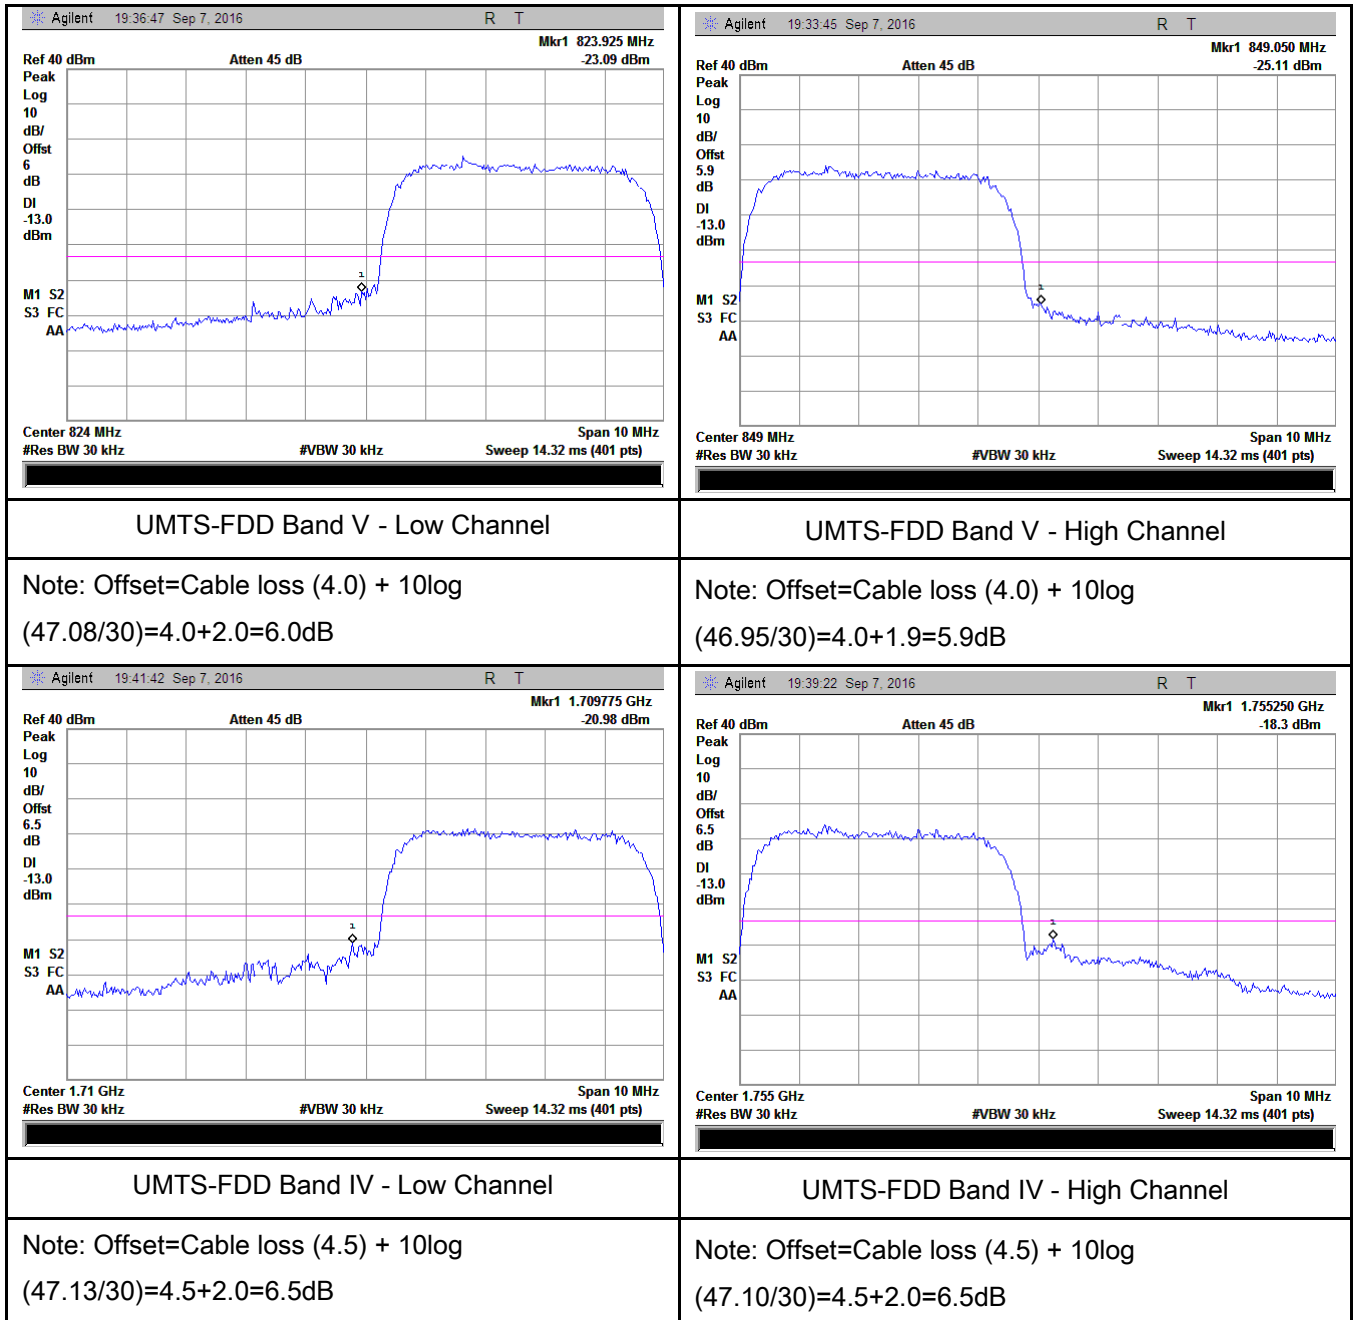 Agilent 19:36:47 Sep 7, 2016 R T
Mkr1 823.925 MHz
Ref 40 dBm Atten 45 dB -23.09 dBm
Peak
Log
10
dB/
Offst
6
dB
DI
-13.0
dBm
1
M1 S2
S3 FC
AA
Center 824 MHz Span 10 MHz
#Res BW 30 kHz #VBW 30 kHz Sweep 14.32 ms (401 pts)
UMTS-FDD Band V - Low Channel
Note: Offset=Cable loss (4.0) + 10log
(47.08/30)=4.0+2.0=6.0dB
Agilent 19:33:45 Sep 7, 2016 R T
Mkr1 849.050 MHz
Ref 40 dBm Atten 45 dB -25.11 dBm
Peak
Log
10
dB/
Offst
5.9
dB
DI
-13.0
dBm
1
M1 S2
S3 FC
AA
Center 849 MHz Span 10 MHz
#Res BW 30 kHz #VBW 30 kHz Sweep 14.32 ms (401 pts)
UMTS-FDD Band V - High Channel
Note: Offset=Cable loss (4.0) + 10log
(46.95/30)=4.0+1.9=5.9dB
Agilent 19:41:42 Sep 7, 2016 R T
Mkr1 1.709775 GHz
Ref 40 dBm Atten 45 dB -20.98 dBm
Peak
Log
10
dB/
Offst
6.5
dB
DI
-13.0
dBm
1
M1 S2
S3 FC
AA
Center 1.71 GHz Span 10 MHz
#Res BW 30 kHz #VBW 30 kHz Sweep 14.32 ms (401 pts)
UMTS-FDD Band IV - Low Channel
Note: Offset=Cable loss (4.5) + 10log
(47.13/30)=4.5+2.0=6.5dB
Agilent 19:39:22 Sep 7, 2016 R T
Mkr1 1.755250 GHz
Ref 40 dBm Atten 45 dB -18.3 dBm
Peak
Log
10
dB/
Offst
6.5
dB
DI
-13.0
dBm
1
M1 S2
S3 FC
AA
Center 1.755 GHz Span 10 MHz
#Res BW 30 kHz #VBW 30 kHz Sweep 14.32 ms (401 pts)
UMTS-FDD Band IV - High Channel
Note: Offset=Cable loss (4.5) + 10log
(47.10/30)=4.5+2.0=6.5dB